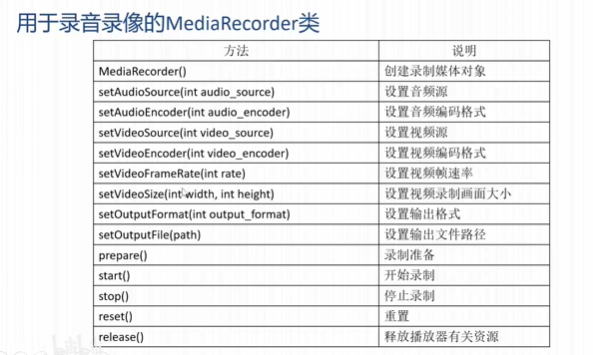 用于录音录像的MediaRecorder类
方法 说明
MediaRecorder() 创建录制媒体对象
setAudioSource(int audio_source) 设置音频源
setAudioEncoder(int audio_encoder) 设置音频编码格式
setVideoSource(int video_source) 设置视频源
setVideoEncoder(int video_encoder) 设置视频编码格式
setVideoFrameRate(int rate) 设置视频帧速率
setVideoSize(int width, int height) 设置视频录制画面大小
setOutputFormat(int output_format) 设置输出格式
setOutputFile(path) 设置输出文件路径
prepare() 录制准备
start() 开始录制
stop() 停止录制
reset() 重置
release() 释放播放器有关资源